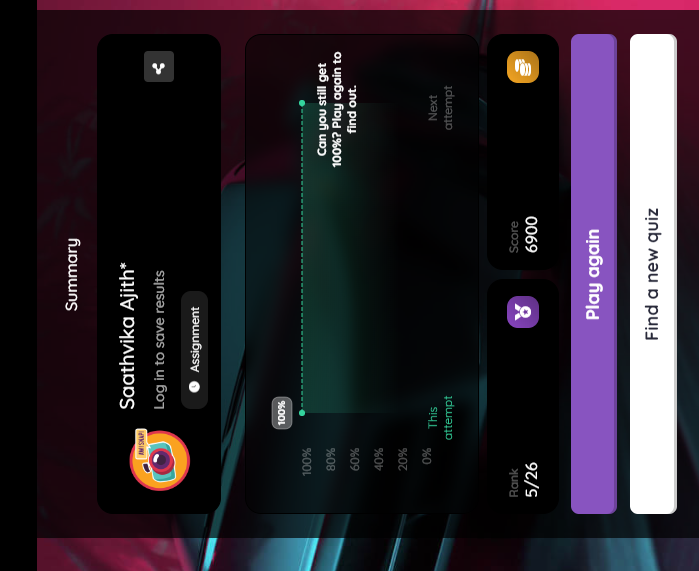 Summary
AWESNAP
Saathvika Ajith*
Log in to save results
Assignment
100%
Can you still get
100%? Play again to
find out.
100%
80%
60%
40%
20%
0%
This
attempt
Next
attempt
Rank
5/26
Score
6900
Play again
Find a new quiz